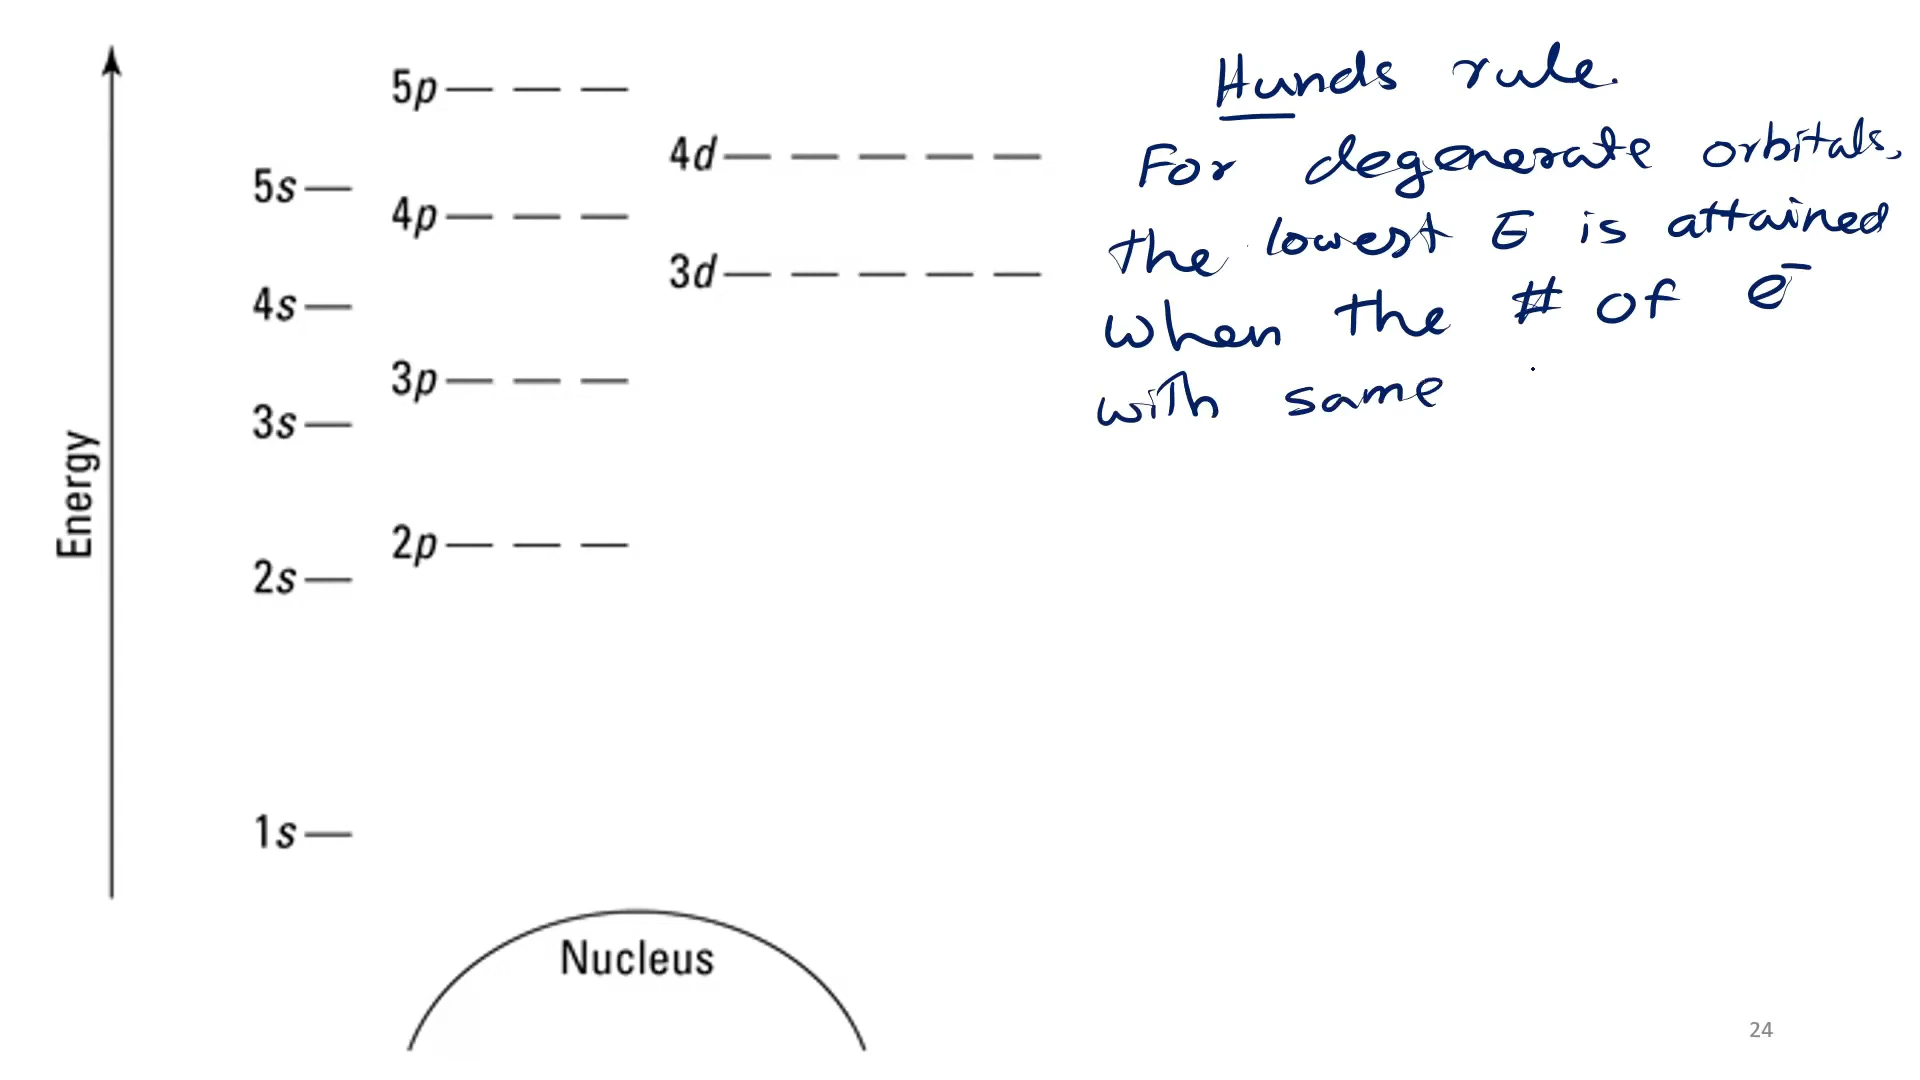 Hunds rule.
For degenerate orbitals,
the lowest E is attained
when the # of e⁻
with same
5p
4d
5s
4p
3d
4s
3p
3s
2p
2s
1s
Energy
Nucleus
24